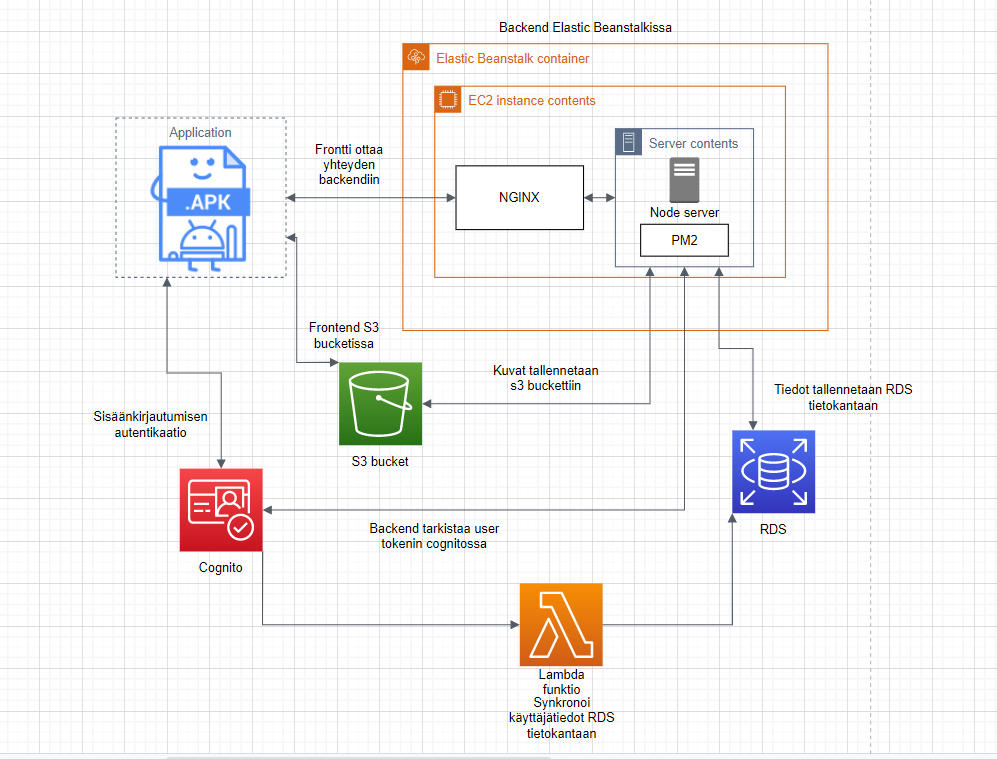 Backend Elastic Beanstalkissa
Elastic Beanstalk container
EC2 instance contents
Application
.APK
Frontti ottaa
yhteyden
backendiin
NGINX
Server contents
Node server
PM2
Frontend S3
bucketissa
Kuvat tallennetaan
s3 buckettiin
Tiedot tallennetaan RDS
tietokantaan
Sisäänkirjautumisen
autentikaatio
S3 bucket
Backend tarkistaa user
tokenin cognitossa
RDS
Cognito
Lambda
funktio
Synkronoi
käyttäjätiedot RDS
tietokantaan